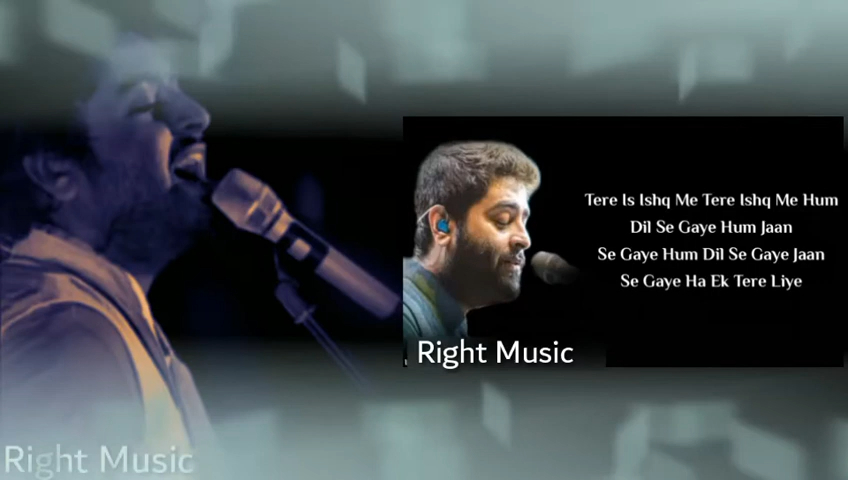 Tere Is Ishq Me Tere Ishq Me Hum
Dil Se Gaye Hum Jaan
Se Gaye Hum Dil Se Gaye Jaan
Se Gaye Ha Ek Tere Liye
Right Music
Right Music